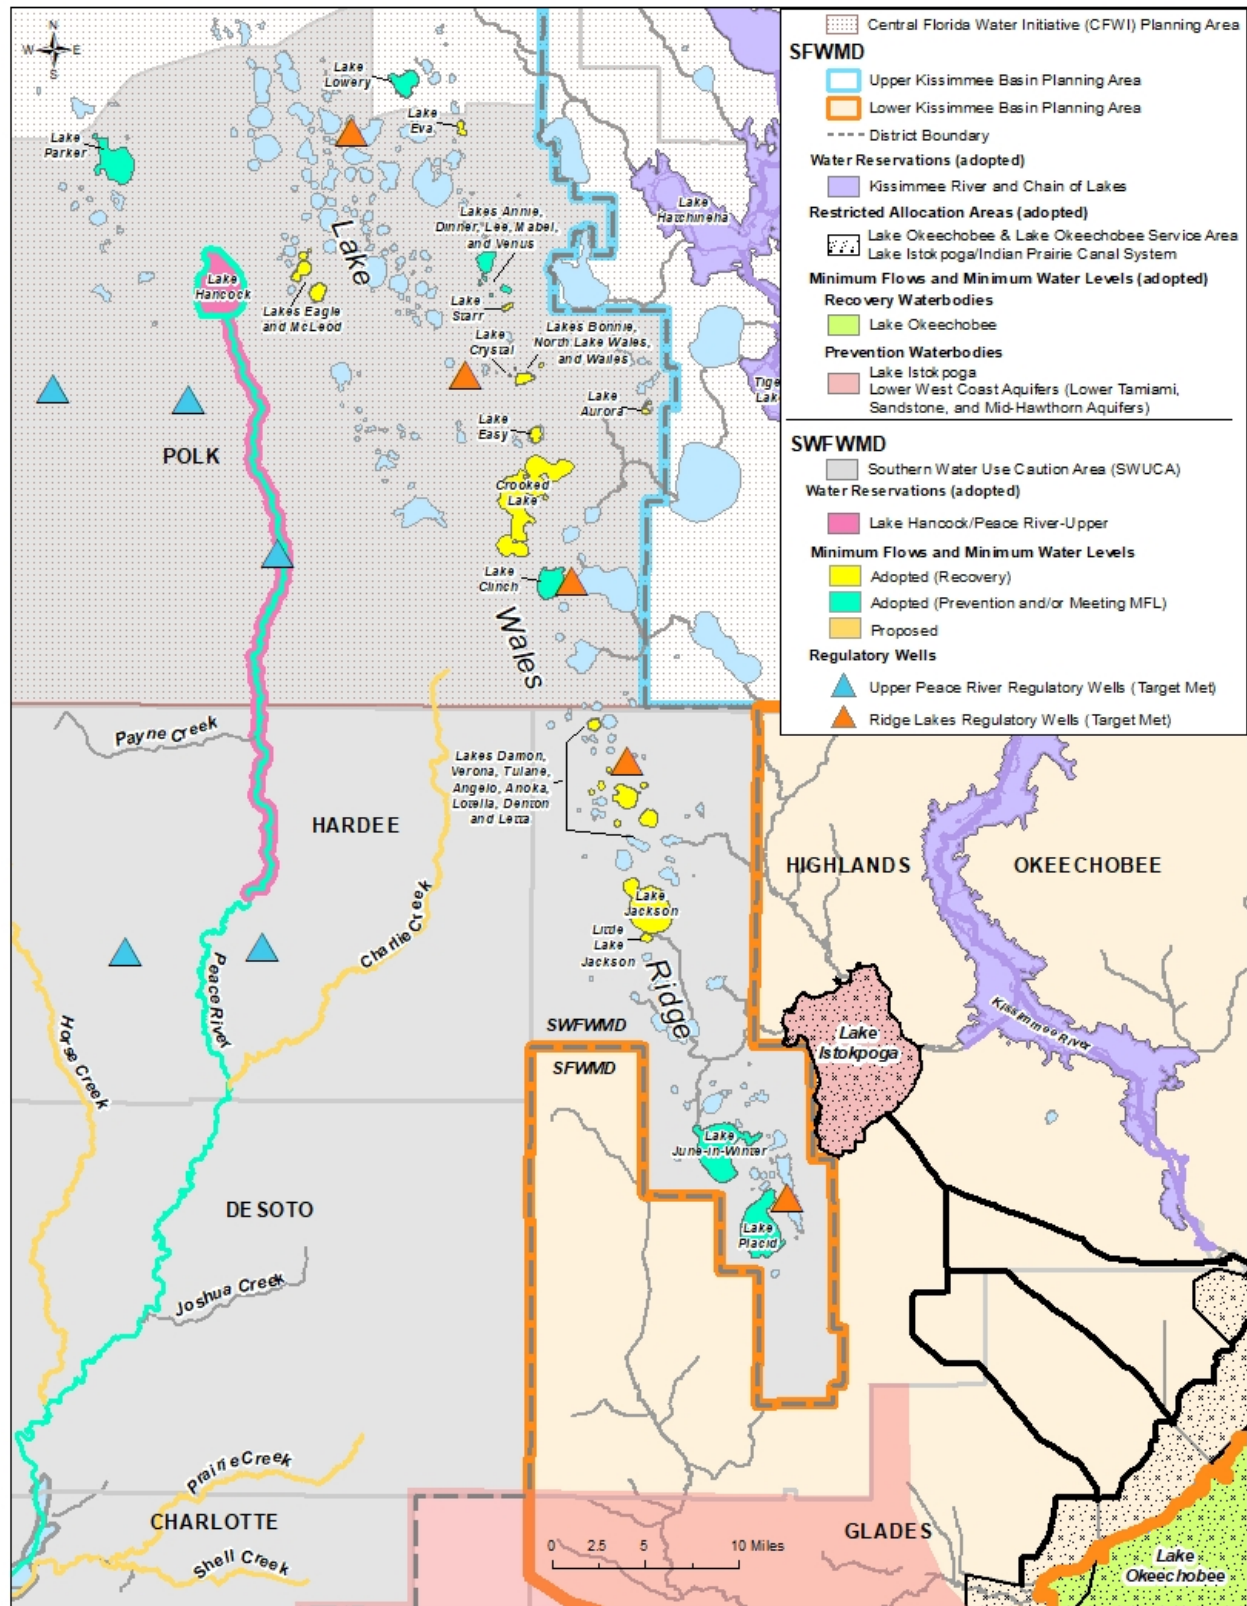 N
W E
S
Central Florida Water Initiative (CFWI) Planning Area
SFWMD
Upper Kissimmee Basin Planning Area
Lower Kissimmee Basin Planning Area
District Boundary
Water Reservations (adopted)
Kissimmee River and Chain of Lakes
Restricted Allocation Areas (adopted)
Lake Okeechobee & Lake Okeechobee Service Area
Lake Istokpoga/Indian Prairie Canal System
Minimum Flows and Minimum Water Levels (adopted)
Recovery Waterbodies
Lake Okeechobee
Prevention Waterbodies
Lake Istokpoga
Lower West Coast Aquifers (Lower Tamiami,
Sandstone, and Mid-Hawthorn Aquifers)
SWFWMD
Southern Water Use Caution Area (SWUCA)
Water Reservations (adopted)
Lake Hancock/Peace River-Upper
Minimum Flows and Minimum Water Levels
Adopted (Recovery)
Adopted (Prevention and/or Meeting MFL)
Proposed
Regulatory Wells
Upper Peace River Regulatory Wells (Target Met)
Ridge Lakes Regulatory Wells (Target Met)
Lake
Lowery
Lake
Eva
Lake
Parker
Lake
Hatchineha
Lakes Annie,
Dinner, Lee, Mabel,
and Venus
Lake
Lake
Hancock
Lakes Eagle
and McLeod
Lake
Starr
Lake
Crystal
Lakes Bonnie,
North Lake Wales,
and Wailes
Tige
Lake
Lake
Aurora
Lake
Easy
POLK
Crooked
Lake
Lake
Clinch
Wales
Payne Creek
Lakes Damon,
Verona, Tulane,
Angelo, Anoka,
Lotella, Denton
and Letta
HARDEE
HIGHLANDS
OKEECHOBEE
Lake
Jackson
Little
Lake
Jackson
Charlie Creek
Peace River
Ridge
Horse Creek
SWFWMD
SFWMD
Lake
Istokpoga
Kissimmee River
Lake
June-in-Winter
Lake
Placid
DESOTO
Joshua Creek
Prairie Creek
CHARLOTTE
Shell Creek
GLADES
0 2.5 5 10 Miles
Lake
Okeechobee